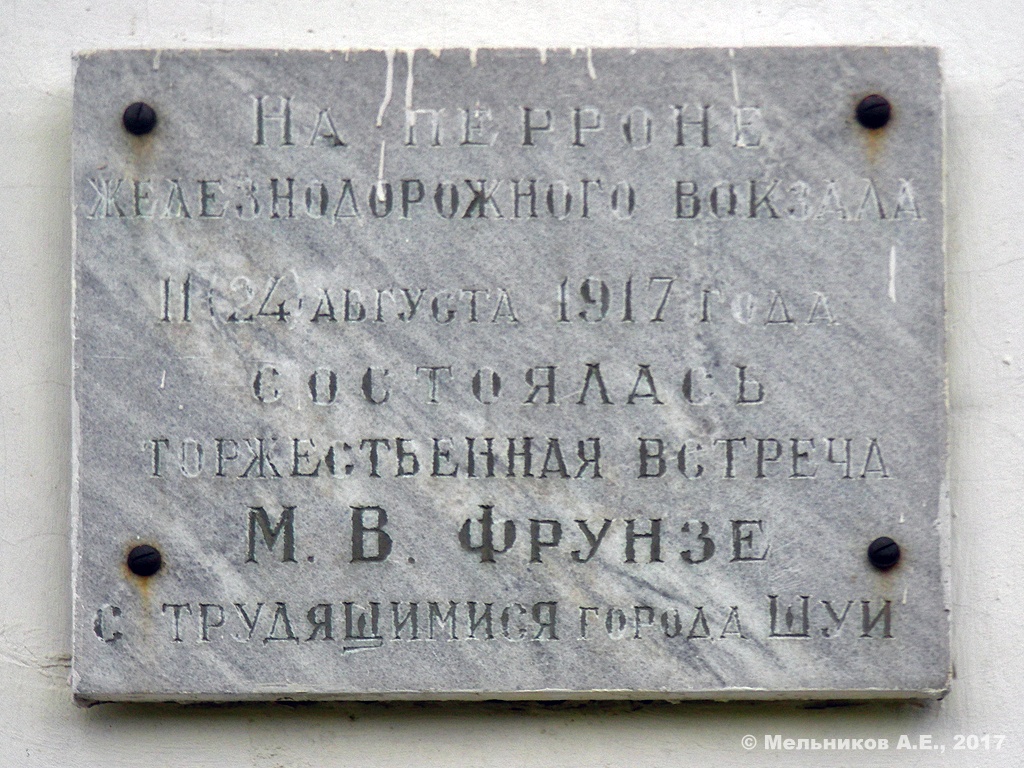 На перроне
железнодорожного вокзала
11 (24) августа 1917 года
состоялась
торжественная встреча
М. В. Фрунзе
с трудящимися города Шуи
© Мельников А.Е., 2017